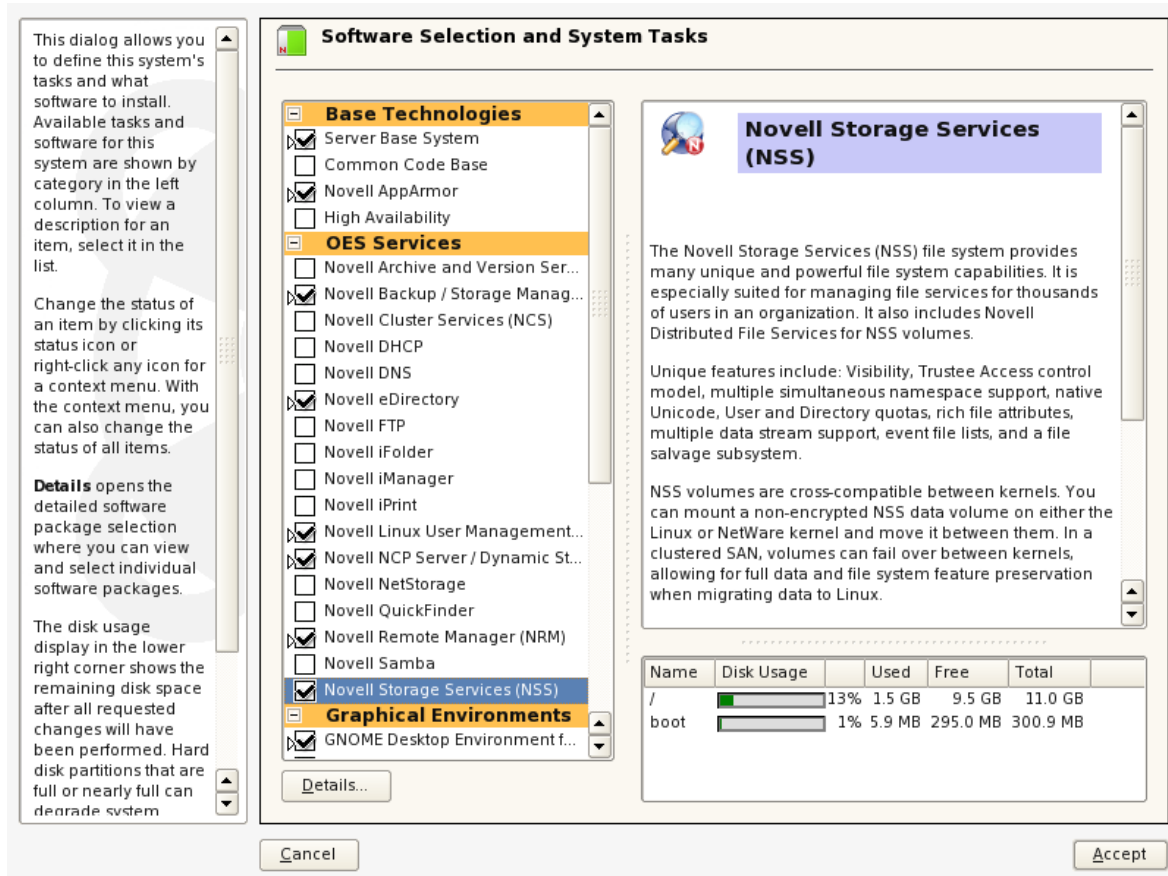 This dialog allows you
to define this system's
tasks and what
software to install.
Available tasks and
software for this
system are shown by
category in the left
column. To view a
description for an
item, select it in the
list.
Change the status of
an item by clicking its
status icon or
right-click any icon for
a context menu. With
the context menu, you
can also change the
status of all items.
Details opens the
detailed software
package selection
where you can view
and select individual
software packages.
The disk usage
display in the lower
right corner shows the
remaining disk space
after all requested
changes will have
been performed. Hard
disk partitions that are
full or nearly full can
degrade system
N
Software Selection and System Tasks
Base Technologies
Server Base System
Common Code Base
Novell AppArmor
High Availability
OES Services
Novell Archive and Version Ser...
Novell Backup / Storage Manag...
Novell Cluster Services (NCS)
Novell DHCP
Novell DNS
Novell eDirectory
Novell FTP
Novell iFolder
Novell iManager
Novell iPrint
Novell Linux User Management...
Novell NCP Server / Dynamic St...
Novell NetStorage
Novell QuickFinder
Novell Remote Manager (NRM)
Novell Samba
Novell Storage Services (NSS)
Graphical Environments
GNOME Desktop Environment f...
Details...
N
Novell Storage Services
(NSS)
The Novell Storage Services (NSS) file system provides
many unique and powerful file system capabilities. It is
especially suited for managing file services for thousands
of users in an organization. It also includes Novell
Distributed File Services for NSS volumes.
Unique features include: Visibility, Trustee Access control
model, multiple simultaneous namespace support, native
Unicode, User and Directory quotas, rich file attributes,
multiple data stream support, event file lists, and a file
salvage subsystem.
NSS volumes are cross-compatible between kernels. You
can mount a non-encrypted NSS data volume on either the
Linux or NetWare kernel and move it between them. In a
clustered SAN, volumes can fail over between kernels,
allowing for full data and file system feature preservation
when migrating data to Linux.
Name Disk Usage Used Free Total
/ 13% 1.5 GB 9.5 GB 11.0 GB
boot 1% 5.9 MB 295.0 MB 300.9 MB
Cancel Accept